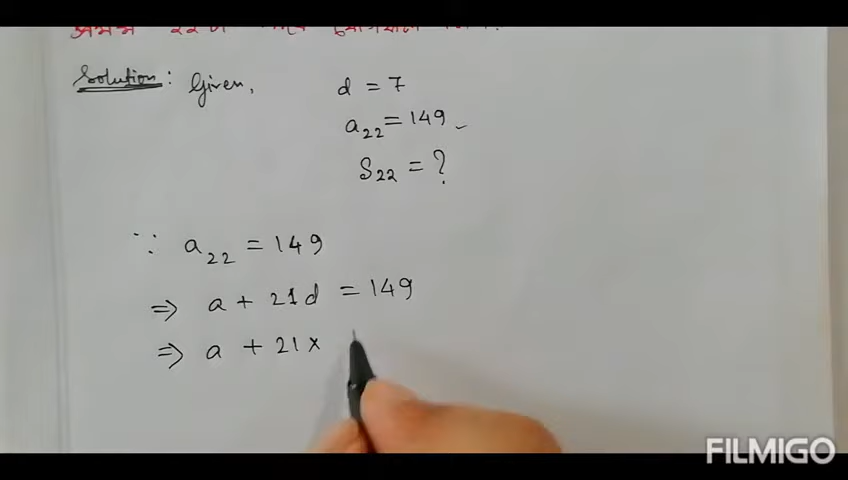 Solution: Given, d = 7
a₂₂ = 149
S₂₂ = ?
∵ a₂₂ = 149
⇒ a + 21d = 149
⇒ a + 21 ×
FILMIGO